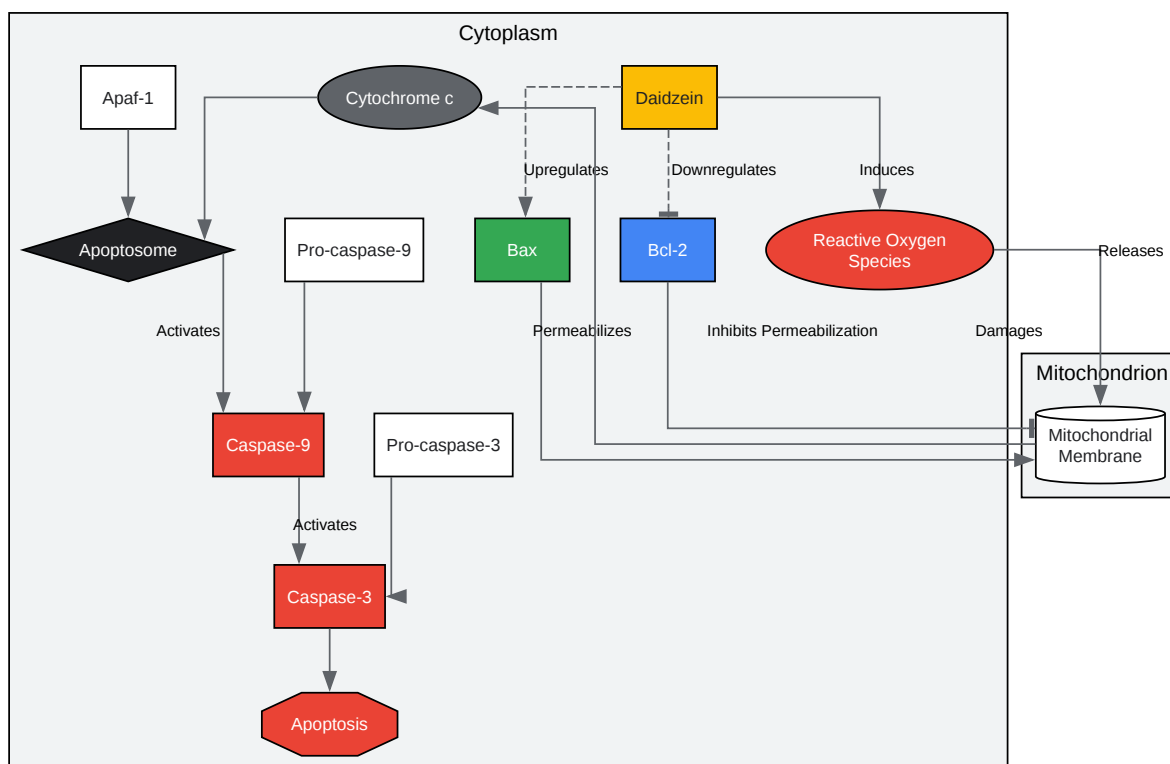 Cytoplasm
Apaf-1
Cytochrome c
Daidzein
Upregulates
Downregulates
Induces
Apoptosome
Pro-caspase-9
Bax
Bcl-2
Reactive Oxygen
Species
Releases
Activates
Permeabilizes
Inhibits Permeabilization
Damages
Mitochondrion
Caspase-9
Pro-caspase-3
Mitochondrial
Membrane
Activates
Caspase-3
Apoptosis